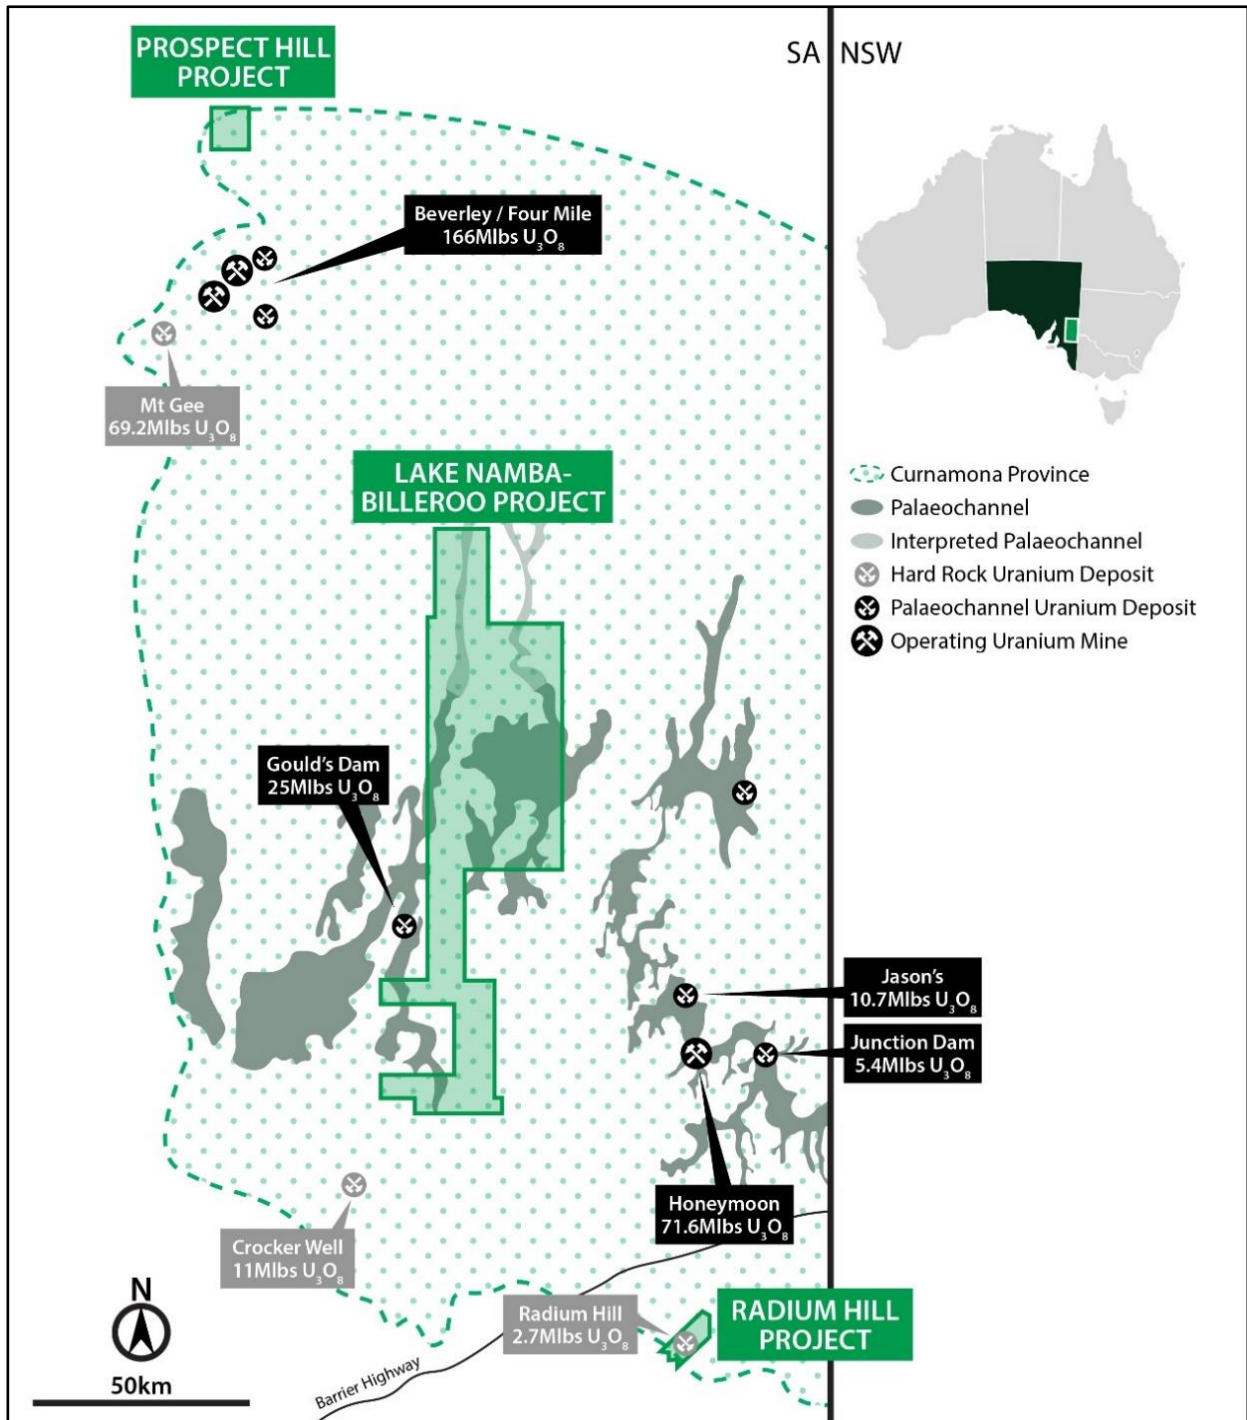 PROSPECT HILL
PROJECT
SA
NSW
Beverley / Four Mile
166Mlbs U₃O₈
Mt Gee
69.2Mlbs U₃O₈
LAKE NAMBA-
BILLEROO PROJECT
Curnamona Province
Palaeochannel
Interpreted Palaeochannel
Hard Rock Uranium Deposit
Palaeochannel Uranium Deposit
Operating Uranium Mine
Gould's Dam
25Mlbs U₃O₈
Jason's
10.7Mlbs U₃O₈
Junction Dam
5.4Mlbs U₃O₈
Honeymoon
71.6Mlbs U₃O₈
Crocker Well
11Mlbs U₃O₈
Radium Hill
2.7Mlbs U₃O₈
RADIUM HILL
PROJECT
N
50km
Barrier Highway